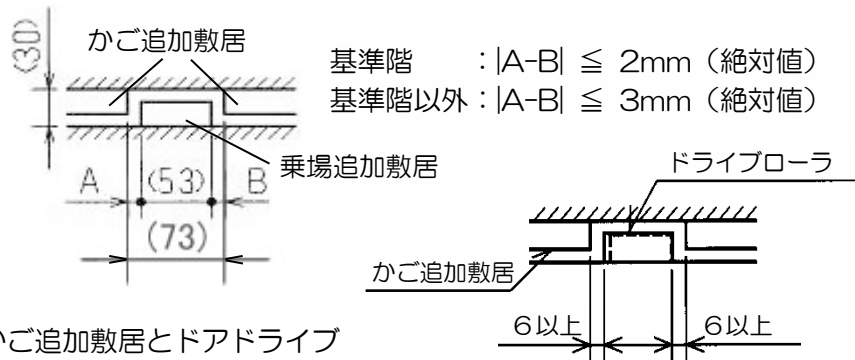 (30)
かご追加敷居
基準階　　：|A-B| ≦ 2mm（絶対値）
基準階以外：|A-B| ≦ 3mm（絶対値）
乗場追加敷居
A (53) B
(73)
ドライブローラ
かご追加敷居
6以上 6以上
かご追加敷居とドアドライブ